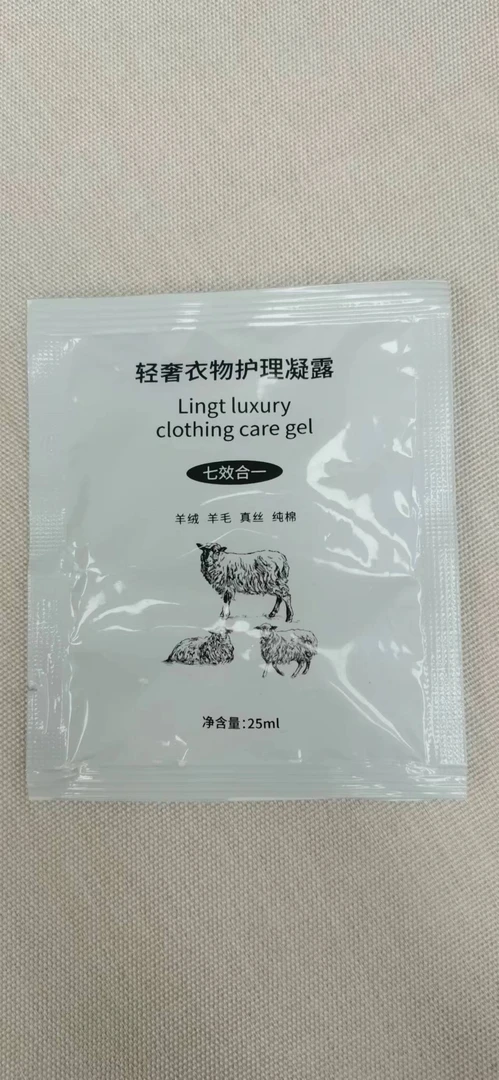 轻奢衣物护理凝露
Lingt luxury
clothing care gel
七效合一
羊绒 羊毛 真丝 纯棉
净含量:25ml